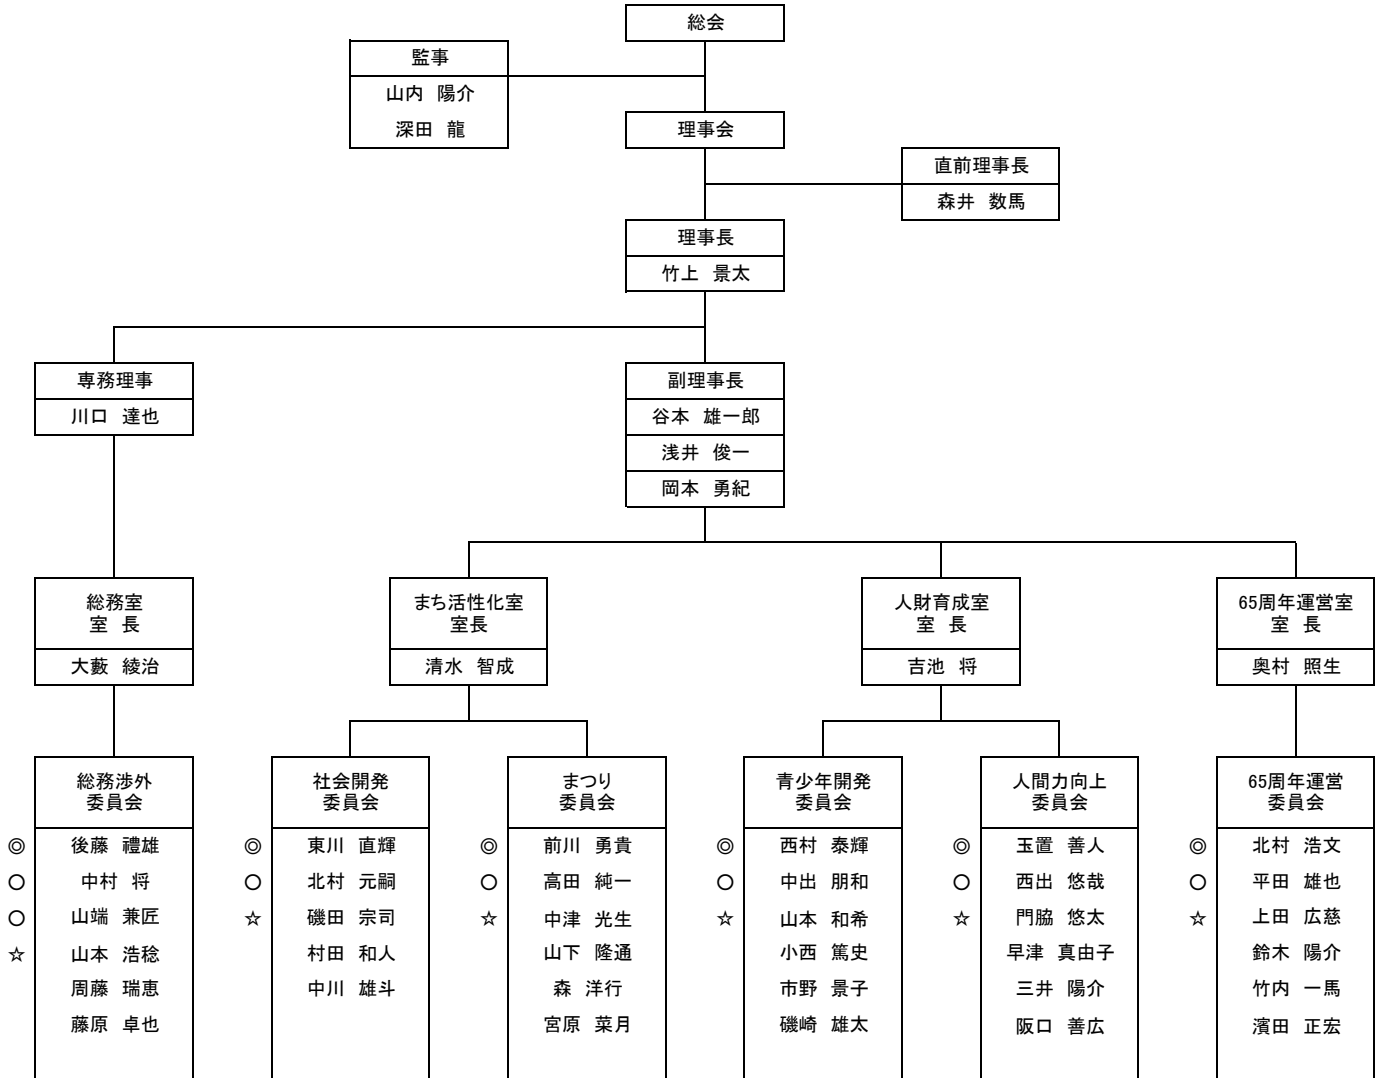 総会
監事
山内 陽介
深田 龍
理事会
直前理事長
森井 数馬
理事長
竹上 景太
専務理事
川口 達也
副理事長
谷本 雄一郎
浅井 俊一
岡本 勇紀
総務室
室 長
大藪 綾治
まち活性化室
室長
清水 智成
人財育成室
室 長
吉池 将
65周年運営室
室 長
奥村 照生
総務渉外
委員会
◎ 後藤 禮雄
○ 中村 将
○ 山端 兼匠
☆ 山本 浩稔
周藤 瑞恵
藤原 卓也
社会開発
委員会
◎ 東川 直輝
○ 北村 元嗣
☆ 磯田 宗司
村田 和人
中川 雄斗
まつり
委員会
◎ 前川 勇貴
○ 高田 純一
☆ 中津 光生
山下 隆通
森 洋行
宮原 菜月
青少年開発
委員会
◎ 西村 泰輝
○ 中出 朋和
☆ 山本 和希
小西 篤史
市野 景子
磯崎 雄太
人間力向上
委員会
◎ 玉置 善人
○ 西出 悠哉
☆ 門脇 悠太
早津 真由子
三井 陽介
阪口 善広
65周年運営
委員会
◎ 北村 浩文
○ 平田 雄也
☆ 上田 広慈
鈴木 陽介
竹内 一馬
濱田 正宏